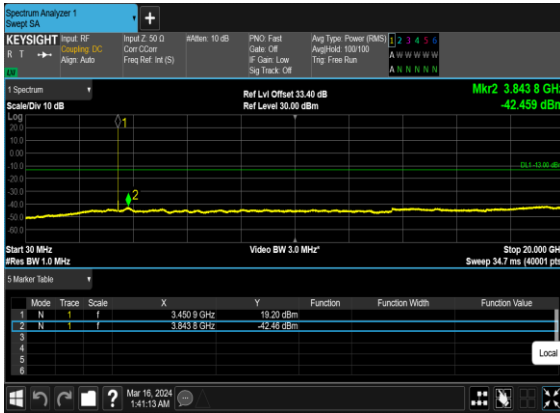 Spectrum Analyzer 1
Swept SA
+
KEYSIGHT Input: RF Input Z: 50 Ω #Atten: 10 dB PNO: Fast Avg Type: Power (RMS) 1 2 3 4 5 6
R T Coupling: DC Corr CCorr Gate: Off Avg|Hold: 100/100 A W W W W W
Align: Auto Freq Ref: Int (S) IF Gain: Low Trig: Free Run
Sig Track: Off A N N N N N
1 Spectrum
Scale/Div 10 dB
Ref Lvl Offset 33.40 dB
Ref Level 30.00 dBm
Mkr2 3.843 8 GHz
-42.459 dBm
Log
20.0
10.0
0.00
-10.0
-20.0
-30.0
-40.0
-50.0
-60.0
1
2
DL1 -13.00 dBm
Start 30 MHz Video BW 3.0 MHz* Stop 20.000 GHz
#Res BW 1.0 MHz Sweep 34.7 ms (40001 pts)
5 Marker Table
Mode Trace Scale X Y Function Function Width Function Value
1 N 1 f 3.450 9 GHz 19.20 dBm
2 N 1 f 3.843 8 GHz -42.46 dBm
3
4
5
6
Local
? Mar 16, 2024
1:41:13 AM